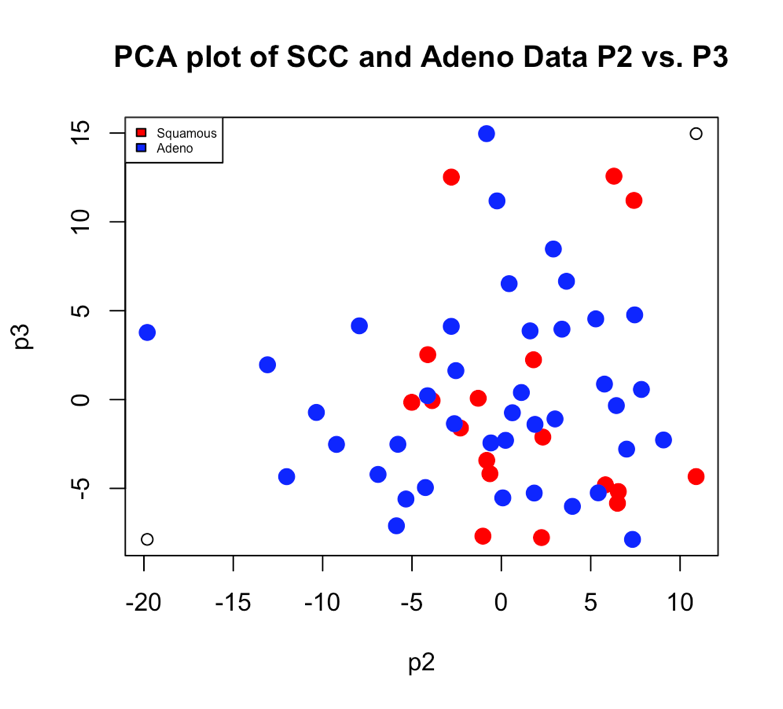 PCA plot of SCC and Adeno Data P2 vs. P3
Squamous
Adeno
15
10
5
0
-5
p3
-20 -15 -10 -5 0 5 10
p2